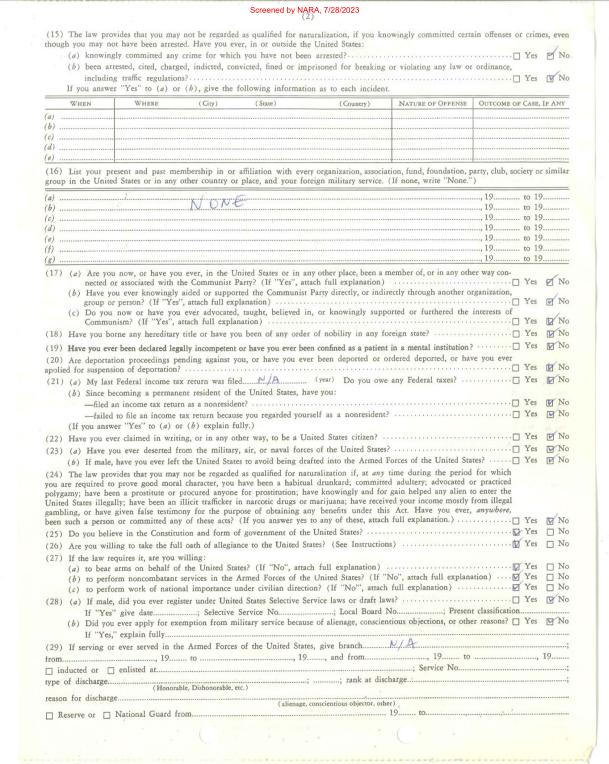 Screened by NARA, 7/28/2023
(2)
(15) The law provides that you may not be regarded as qualified for naturalization, if you knowingly committed certain offenses or crimes, even
though you may not have been arrested. Have you ever, in or outside the United States:
(a) knowingly committed any crime for which you have not been arrested? ☐ Yes ☑ No
(b) been arrested, cited, charged, indicted, convicted, fined or imprisoned for breaking or violating any law or ordinance,
including traffic regulations? ☐ Yes ☑ No
If you answer "Yes" to (a) or (b), give the following information as to each incident.
WHEN WHERE (City) (State) (Country) NATURE OF OFFENSE OUTCOME OF CASE, IF ANY
(a)
(b)
(c)
(d)
(e)
(16) List your present and past membership in or affiliation with every organization, association, fund, foundation, party, club, society or similar
group in the United States or in any other country or place, and your foreign military service. (If none, write "None.")
(a) , 19 to 19
(b) NONE , 19 to 19
(c) , 19 to 19
(d) , 19 to 19
(e) , 19 to 19
(f) , 19 to 19
(g) , 19 to 19
(17) (a) Are you now, or have you ever, in the United States or in any other place, been a member of, or in any other way con-
nected or associated with the Communist Party? (If "Yes", attach full explanation) ☐ Yes ☑ No
(b) Have you ever knowingly aided or supported the Communist Party directly, or indirectly through another organization,
group or person? (If "Yes", attach full explanation) ☐ Yes ☑ No
(c) Do you now or have you ever advocated, taught, believed in, or knowingly supported or furthered the interests of
Communism? (If "Yes", attach full explanation) ☐ Yes ☑ No
(18) Have you borne any hereditary title or have you been of any order of nobility in any foreign state? ☐ Yes ☑ No
(19) Have you ever been declared legally incompetent or have you ever been confined as a patient in a mental institution? ☐ Yes ☑ No
(20) Are deportation proceedings pending against you, or have you ever been deported or ordered deported, or have you ever
applied for suspension of deportation? ☐ Yes ☑ No
(21) (a) My last Federal income tax return was filed N/A (year) Do you owe any Federal taxes? ☐ Yes ☑ No
(b) Since becoming a permanent resident of the United States, have you:
—filed an income tax return as a nonresident? ☐ Yes ☑ No
—failed to file an income tax return because you regarded yourself as a nonresident? ☐ Yes ☑ No
(If you answer "Yes" to (a) or (b) explain fully.)
(22) Have you ever claimed in writing, or in any other way, to be a United States citizen? ☐ Yes ☑ No
(23) (a) Have you ever deserted from the military, air, or naval forces of the United States? ☐ Yes ☑ No
(b) If male, have you ever left the United States to avoid being drafted into the Armed Forces of the United States? ☐ Yes ☑ No
(24) The law provides that you may not be regarded as qualified for naturalization if, at any time during the period for which
you are required to prove good moral character, you have been a habitual drunkard; committed adultery; advocated or practiced
polygamy; have been a prostitute or procured anyone for prostitution; have knowingly and for gain helped any alien to enter the
United States illegally; have been an illicit trafficker in narcotic drugs or marijuana; have received your income mostly from illegal
gambling, or have given false testimony for the purpose of obtaining any benefits under this Act. Have you ever, anywhere,
been such a person or committed any of these acts? (If you answer yes to any of these, attach full explanation.) ☐ Yes ☑ No
(25) Do you believe in the Constitution and form of government of the United States? ☑ Yes ☐ No
(26) Are you willing to take the full oath of allegiance to the United States? (See Instructions) ☑ Yes ☐ No
(27) If the law requires it, are you willing:
(a) to bear arms on behalf of the United States? (If "No", attach full explanation) ☑ Yes ☐ No
(b) to perform noncombatant services in the Armed Forces of the United States? (If "No", attach full explanation) ☑ Yes ☐ No
(c) to perform work of national importance under civilian direction? (If "No", attach full explanation) ☑ Yes ☐ No
(28) (a) If male, did you ever register under United States Selective Service laws or draft laws? ☐ Yes ☑ No
If "Yes" give date ; Selective Service No. ; Local Board No. ; Present classification
(b) Did you ever apply for exemption from military service because of alienage, conscientious objections, or other reasons? ☐ Yes ☑ No
If "Yes," explain fully
(29) If serving or ever served in the Armed Forces of the United States, give branch N/A ;
from , 19 to , 19 , and from , 19 to , 19
☐ inducted or ☐ enlisted at ; Service No. ;
type of discharge ; ; rank at discharge ;
(Honorable, Dishonorable, etc.)
reason for discharge
(alienage, conscientious objector, other)
☐ Reserve or ☐ National Guard from 19 to